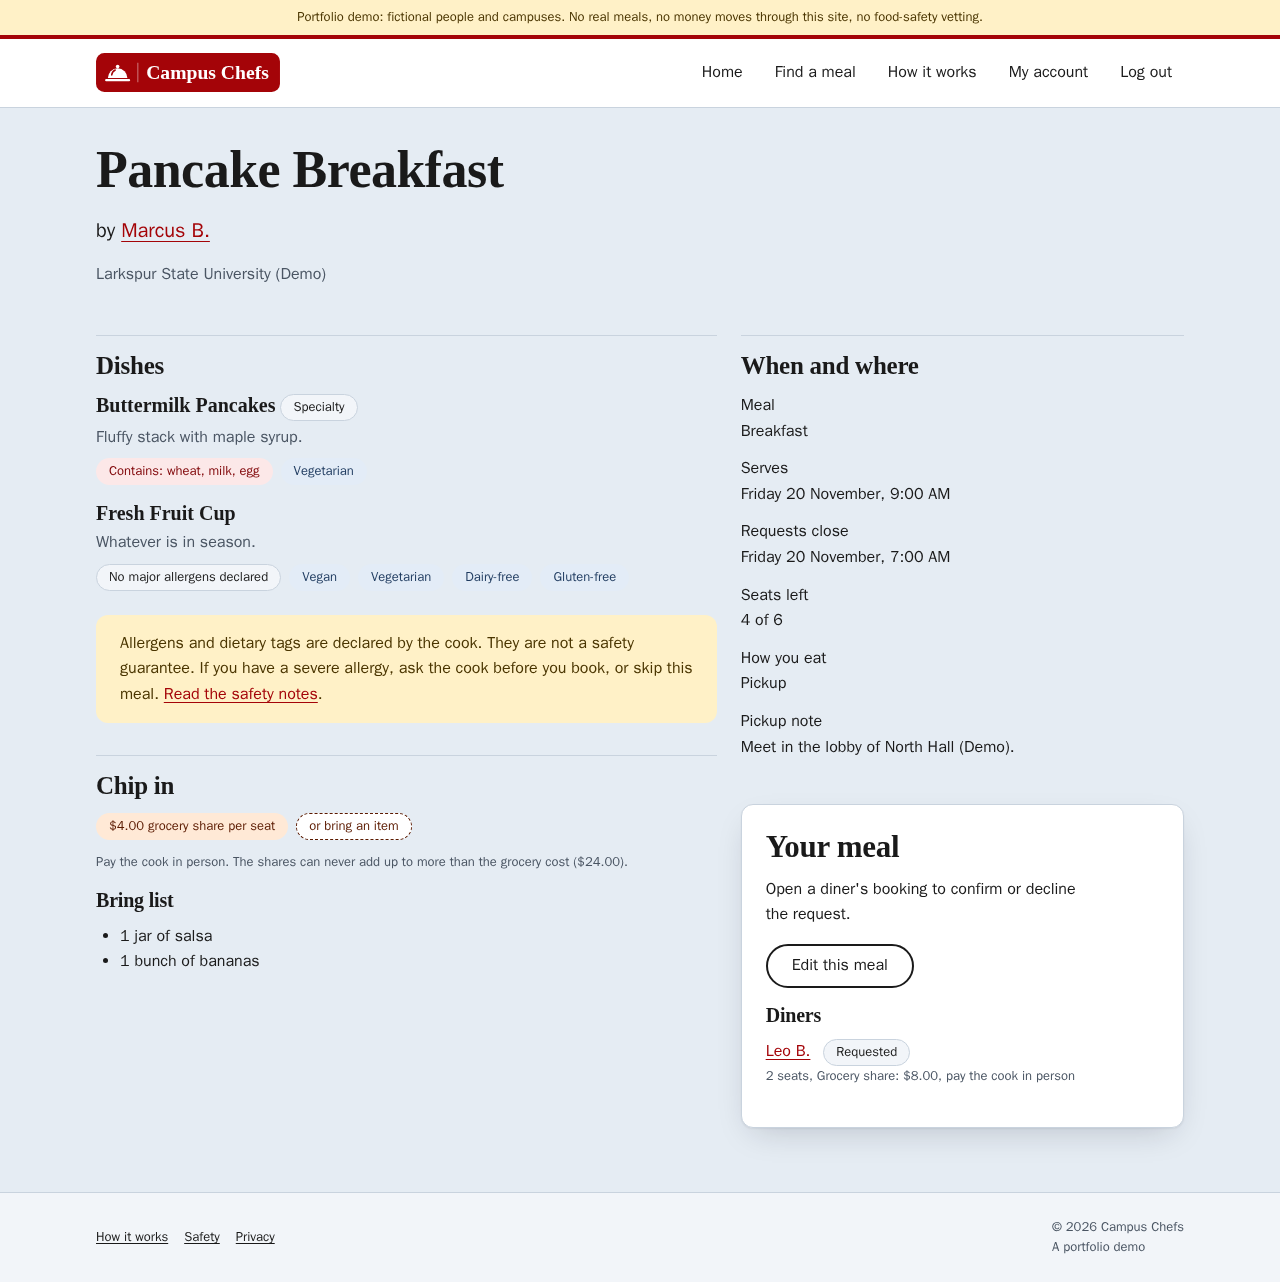 Portfolio demo: fictional people and campuses. No real meals, no money moves through this site, no food-safety vetting.
Campus Chefs
Home
Find a meal
How it works
My account
Log out
Pancake Breakfast
by Marcus B.
Larkspur State University (Demo)
Dishes
Buttermilk Pancakes Specialty
Fluffy stack with maple syrup.
Contains: wheat, milk, egg
Vegetarian
Fresh Fruit Cup
Whatever is in season.
No major allergens declared
Vegan
Vegetarian
Dairy-free
Gluten-free
Allergens and dietary tags are declared by the cook. They are not a safety
guarantee. If you have a severe allergy, ask the cook before you book, or skip this
meal. Read the safety notes.
Chip in
$4.00 grocery share per seat
or bring an item
Pay the cook in person. The shares can never add up to more than the grocery cost ($24.00).
Bring list
1 jar of salsa
1 bunch of bananas
When and where
Meal
Breakfast
Serves
Friday 20 November, 9:00 AM
Requests close
Friday 20 November, 7:00 AM
Seats left
4 of 6
How you eat
Pickup
Pickup note
Meet in the lobby of North Hall (Demo).
Your meal
Open a diner's booking to confirm or decline
the request.
Edit this meal
Diners
Leo B. Requested
2 seats, Grocery share: $8.00, pay the cook in person
How it works
Safety
Privacy
© 2026 Campus Chefs
A portfolio demo